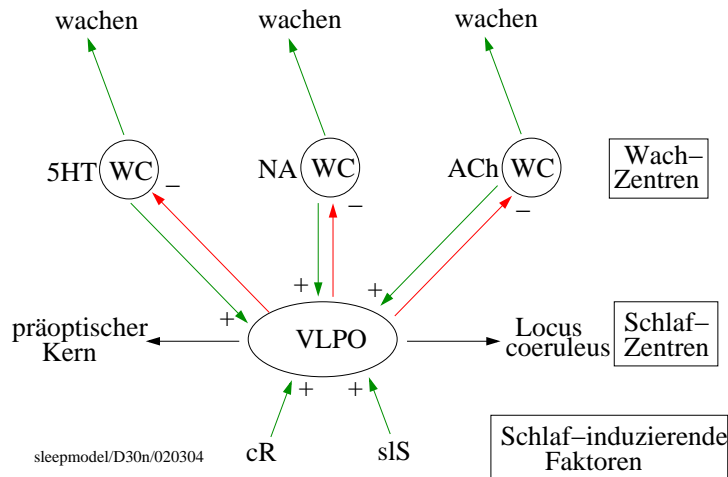 wachen
wachen
wachen
5HT WC
NA WC
ACh WC
Wach–
Zentren
–
–
–
+
+
+
präoptischer
Kern
VLPO
Locus
coeruleus
Schlaf–
Zentren
+
+
cR
slS
Schlaf–induzierende
Faktoren
sleepmodel/D30n/020304